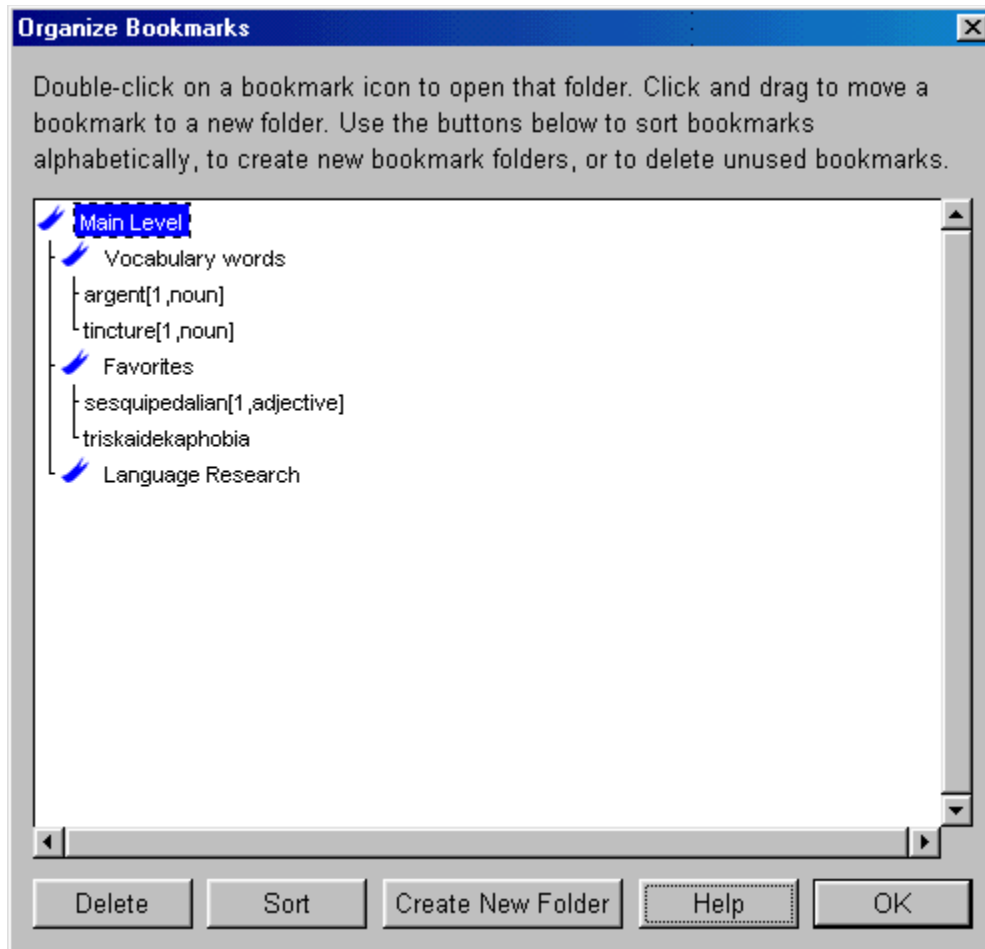 Organize Bookmarks
Double-click on a bookmark icon to open that folder. Click and drag to move a
bookmark to a new folder. Use the buttons below to sort bookmarks
alphabetically, to create new bookmark folders, or to delete unused bookmarks.
Main Level
Vocabulary words
argent[1,noun]
tincture[1,noun]
Favorites
sesquipedalian[1,adjective]
triskaidekaphobia
Language Research
Delete Sort Create New Folder Help OK